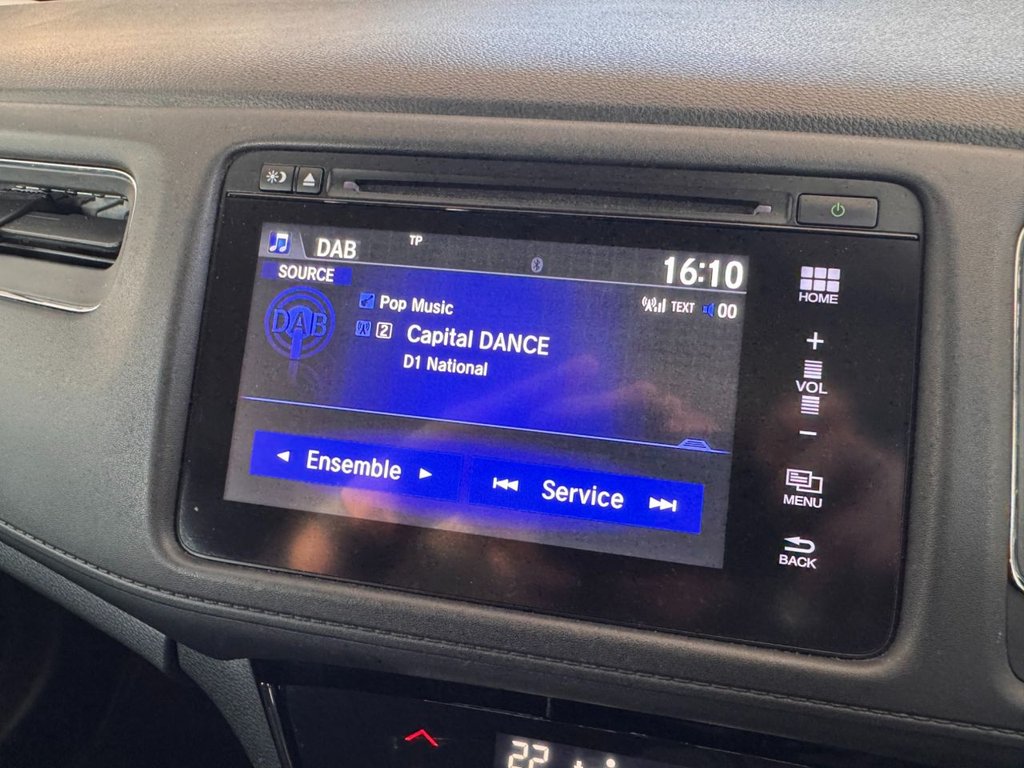 DAB TP 16:10
SOURCE
DAB
Pop Music TEXT 00
2 Capital DANCE
D1 National
Ensemble Service
HOME
+
VOL
−
MENU
BACK
22